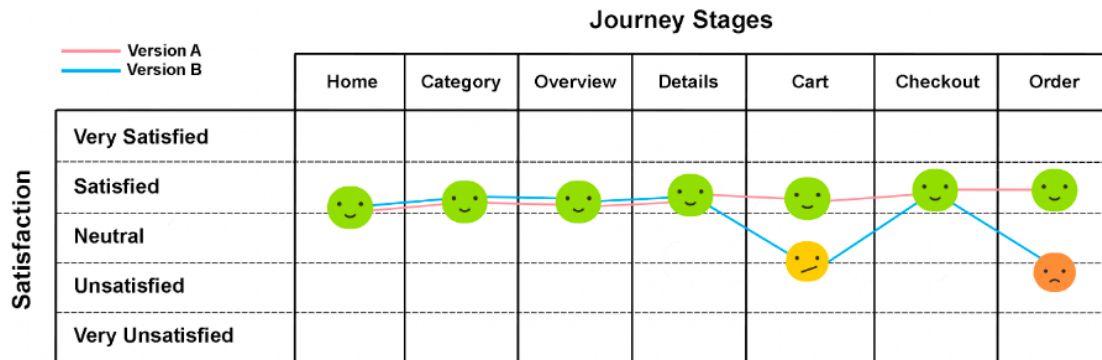 Journey Stages
Version A
Version B
Home Category Overview Details Cart Checkout Order
Satisfaction
Very Satisfied
Satisfied
Neutral
Unsatisfied
Very Unsatisfied